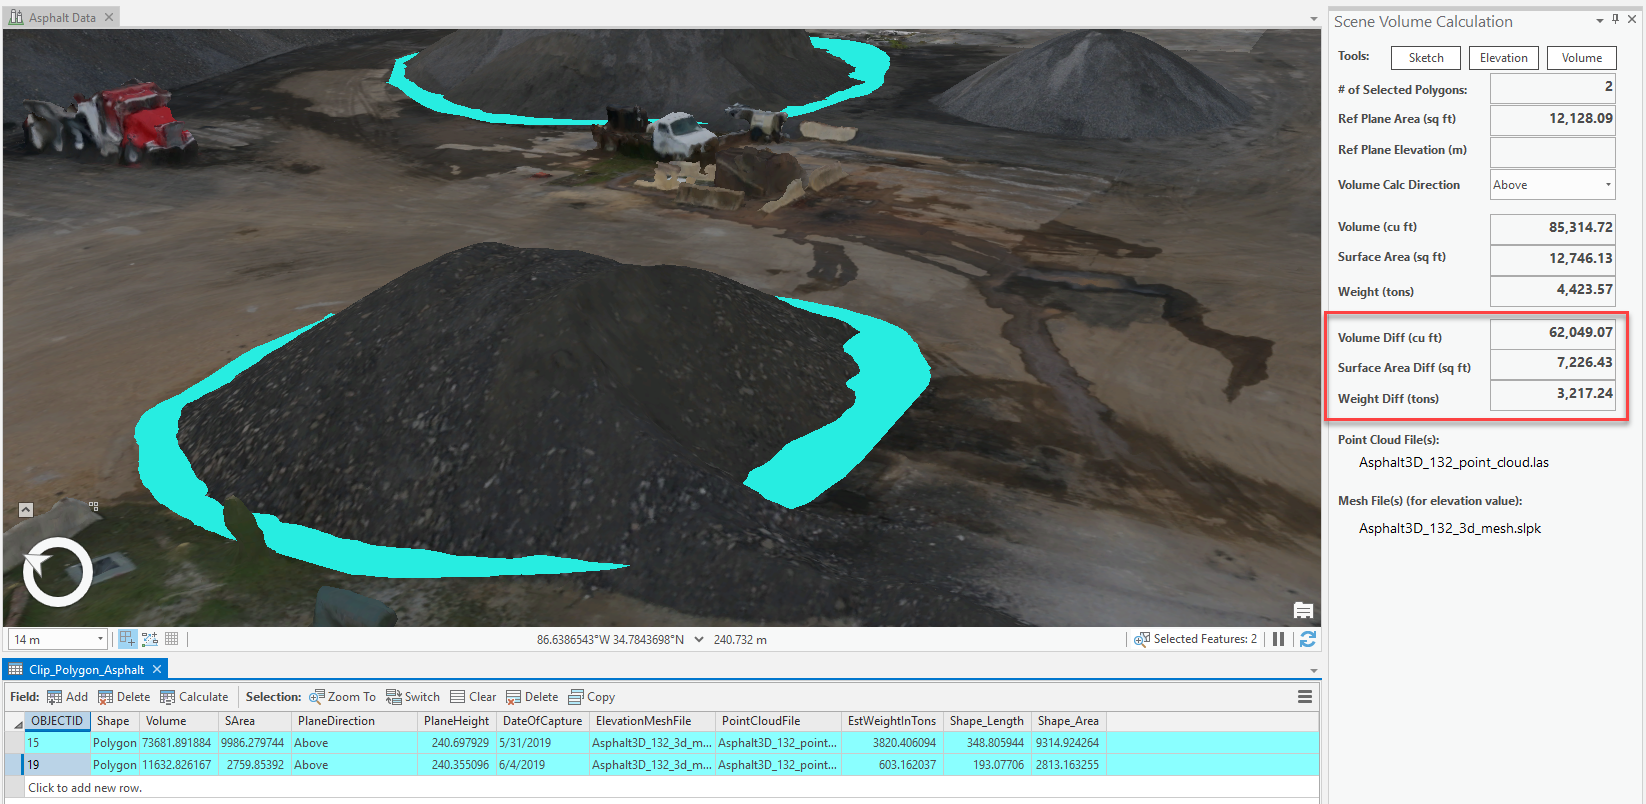 Asphalt Data
Scene Volume Calculation
Tools: Sketch Elevation Volume
# of Selected Polygons: 2
Ref Plane Area (sq ft) 12,128.09
Ref Plane Elevation (m)
Volume Calc Direction Above
Volume (cu ft) 85,314.72
Surface Area (sq ft) 12,746.13
Weight (tons) 4,423.57
Volume Diff (cu ft) 62,049.07
Surface Area Diff (sq ft) 7,226.43
Weight Diff (tons) 3,217.24
Point Cloud File(s):
Asphalt3D_132_point_cloud.las
Mesh File(s) (for elevation value):
Asphalt3D_132_3d_mesh.slpk
14 m 86.6386543°W 34.7843698°N 240.732 m Selected Features: 2
Clip_Polygon_Asphalt
Field: Add Delete Calculate Selection: Zoom To Switch Clear Delete Copy
OBJECTID Shape Volume SArea PlaneDirection PlaneHeight DateOfCapture ElevationMeshFile PointCloudFile EstWeightInTons Shape_Length Shape_Area
15 Polygon 73681.891884 9986.279744 Above 240.697929 5/31/2019 Asphalt3D_132_3d_m... Asphalt3D_132_point... 3820.406094 348.805944 9314.924264
19 Polygon 11632.826167 2759.85392 Above 240.355096 6/4/2019 Asphalt3D_132_3d_m... Asphalt3D_132_point... 603.162037 193.07706 2813.163255
Click to add new row.